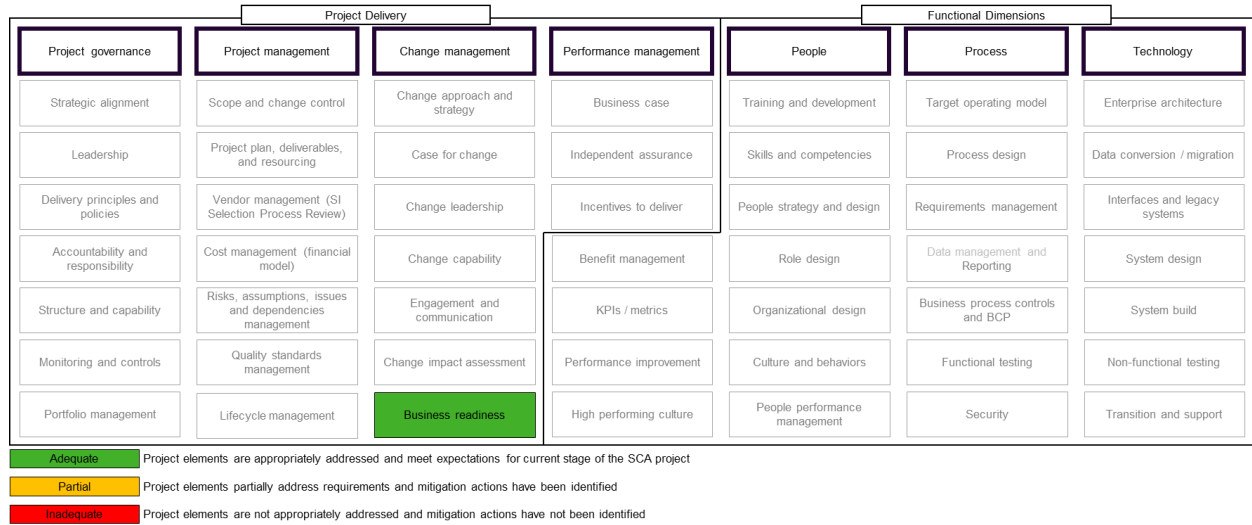 Project Delivery
Functional Dimensions
Project governance
Project management
Change management
Performance management
People
Process
Technology
Strategic alignment
Scope and change control
Change approach and
strategy
Business case
Training and development
Target operating model
Enterprise architecture
Leadership
Project plan, deliverables,
and resourcing
Case for change
Independent assurance
Skills and competencies
Process design
Data conversion / migration
Delivery principles and
policies
Vendor management (SI
Selection Process Review)
Change leadership
Incentives to deliver
People strategy and design
Requirements management
Interfaces and legacy
systems
Accountability and
responsibility
Cost management (financial
model)
Change capability
Benefit management
Role design
Data management and
Reporting
System design
Structure and capability
Risks, assumptions, issues
and dependencies
management
Engagement and
communication
KPIs / metrics
Organizational design
Business process controls
and BCP
System build
Monitoring and controls
Quality standards
management
Change impact assessment
Performance improvement
Culture and behaviors
Functional testing
Non-functional testing
Portfolio management
Lifecycle management
Business readiness
High performing culture
People performance
management
Security
Transition and support
Adequate Project elements are appropriately addressed and meet expectations for current stage of the SCA project
Partial Project elements partially address requirements and mitigation actions have been identified
Inadequate Project elements are not appropriately addressed and mitigation actions have not been identified